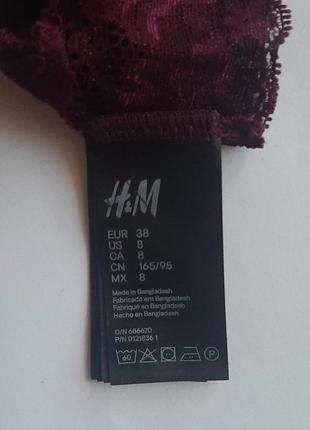 H&M
EUR 38
US 8
CA 8
CN 165/95
MX 8
Made in Bangladesh
Fabricado em Bangladesh
Fabriqué en Bangladesh
Hecho en Bangladesh
O/N 686670
P/N 0121836 1
60 P